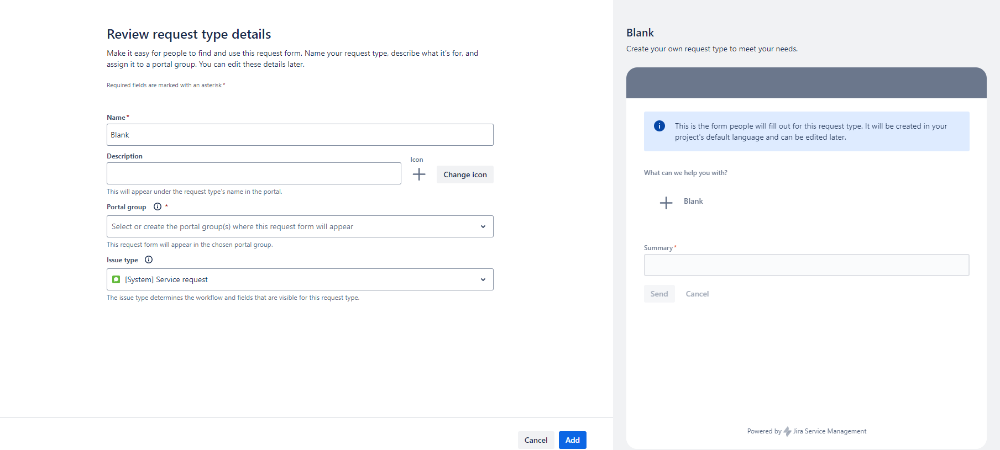 Review request type details
Make it easy for people to find and use this request form. Name your request type, describe what it's for, and
assign it to a portal group. You can edit these details later.
Required fields are marked with an asterisk*
Name*
Blank
Description
Icon
Change icon
This will appear under the request type's name in the portal.
Portal group *
Select or create the portal group(s) where this request form will appear
This request form will appear in the chosen portal group.
Issue type
[System] Service request
The issue type determines the workflow and fields that are visible for this request type.
Cancel
Add
Blank
Create your own request type to meet your needs.
This is the form people will fill out for this request type. It will be created in your
project's default language and can be edited later.
What can we help you with?
Blank
Summary*
Send
Cancel
Powered by Jira Service Management